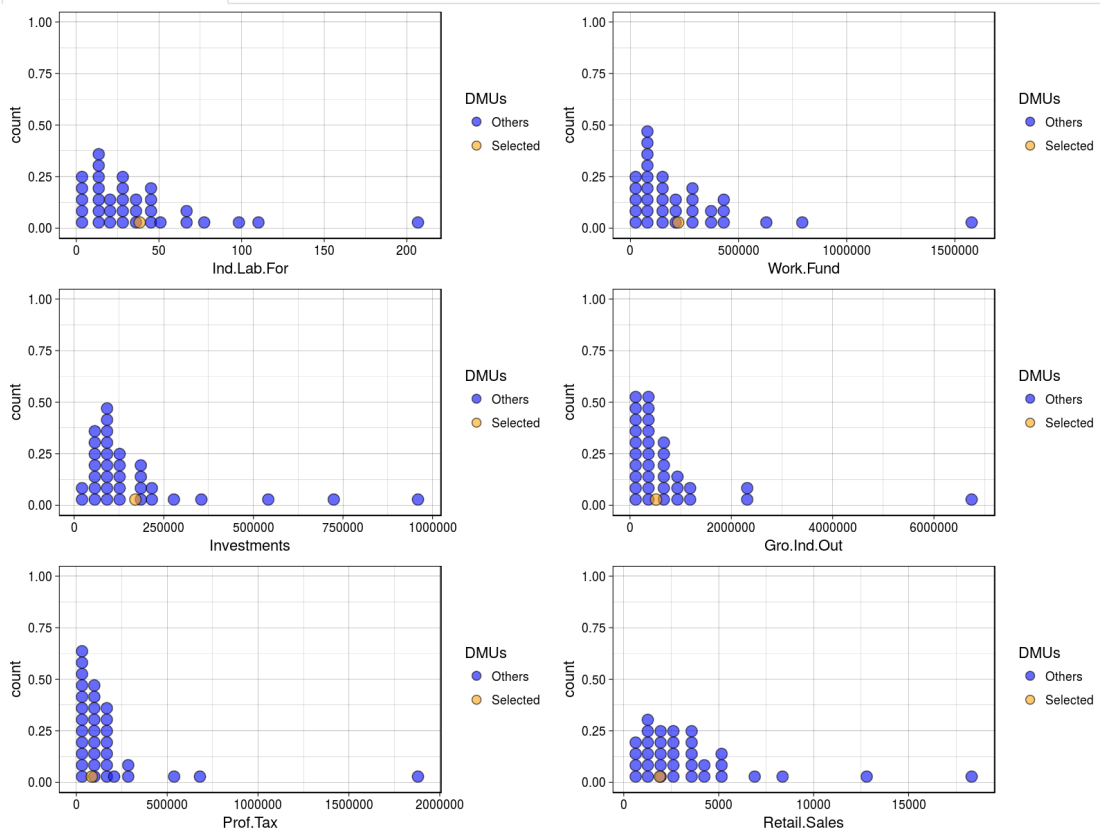 1.00
0.75
0.50
0.25
0.00
count
0 50 100 150 200
Ind.Lab.For
DMUs
Others
Selected
1.00
0.75
0.50
0.25
0.00
count
0 500000 1000000 1500000
Work.Fund
DMUs
Others
Selected
1.00
0.75
0.50
0.25
0.00
count
0 250000 500000 750000 1000000
Investments
DMUs
Others
Selected
1.00
0.75
0.50
0.25
0.00
count
0 2000000 4000000 6000000
Gro.Ind.Out
DMUs
Others
Selected
1.00
0.75
0.50
0.25
0.00
count
0 500000 1000000 1500000 2000000
Prof.Tax
DMUs
Others
Selected
1.00
0.75
0.50
0.25
0.00
count
0 5000 10000 15000
Retail.Sales
DMUs
Others
Selected